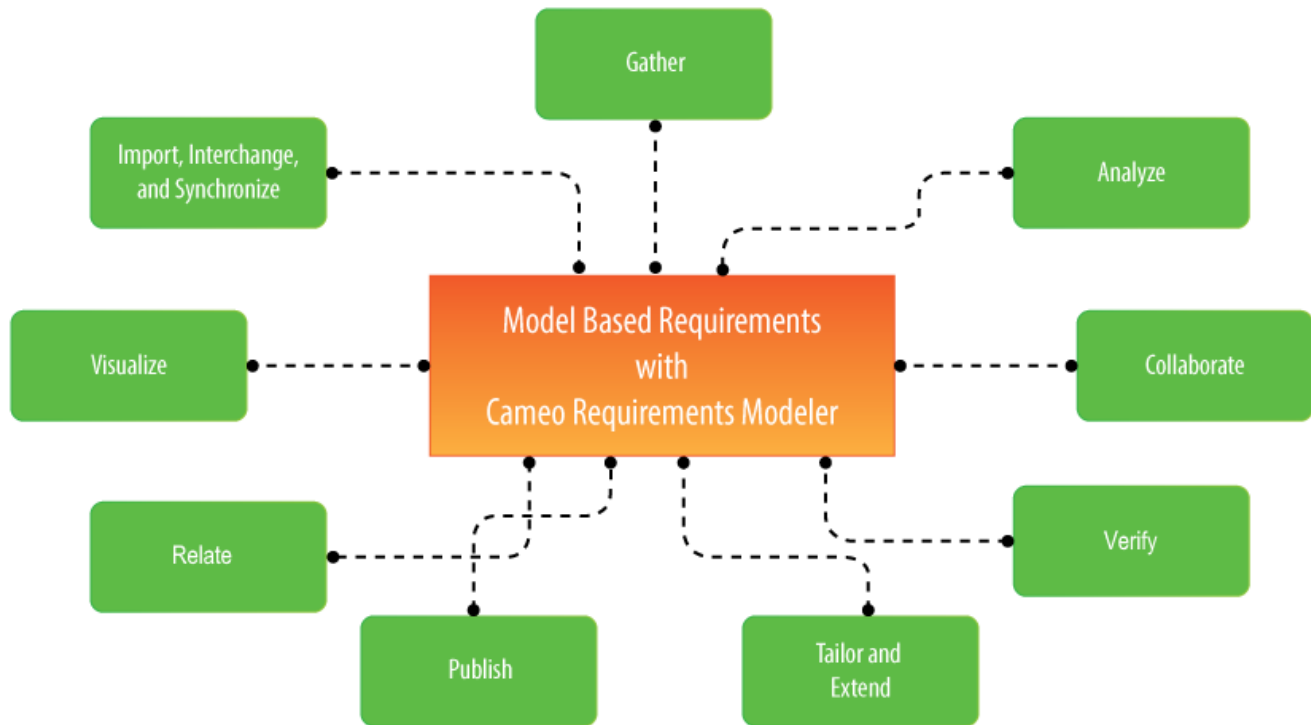 Gather
Import, Interchange,
and Synchronize
Analyze
Model Based Requirements
with
Cameo Requirements Modeler
Visualize
Collaborate
Relate
Verify
Publish
Tailor and
Extend